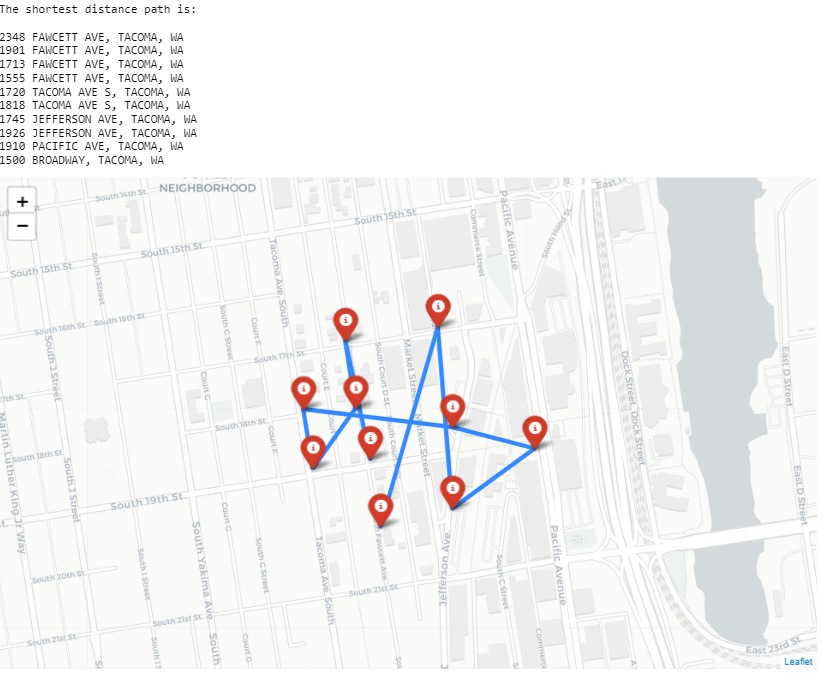 The shortest distance path is:
2348 FAWCETT AVE, TACOMA, WA
1901 FAWCETT AVE, TACOMA, WA
1713 FAWCETT AVE, TACOMA, WA
1555 FAWCETT AVE, TACOMA, WA
1720 TACOMA AVE S, TACOMA, WA
1818 TACOMA AVE S, TACOMA, WA
1745 JEFFERSON AVE, TACOMA, WA
1926 JEFFERSON AVE, TACOMA, WA
1910 PACIFIC AVE, TACOMA, WA
1500 BROADWAY, TACOMA, WA
+
−
NEIGHBORHOOD
South 14th St.
South 15th St.
South 15th St.
South 15th St.
Pacific Avenue
Commerce Street
South Hood St.
East
South J Street
Tacoma Ave. South
South 16th St.
South 16th St.
South G Street
Court F
South J Street
South 17th St.
Court E
South Court D St.
Market Street
Dock Street
Dock Street
East D Street
Court G
7th St.
South 18th St.
Court F
Market Street
South 18th St.
South J Street
Martin Luther King Jr Way
South 19th St.
Court G
South Yakima Ave.
South
South J Street
South G Street
Tacoma Ave. South
Fawcett Ave.
Jefferson Ave.
South C Street
Pacific Avenue
East D Street
South 20th St.
South 21st St.
South 21st St.
South 21st St.
Court G
Commerce
East 23rd St.
Leaflet